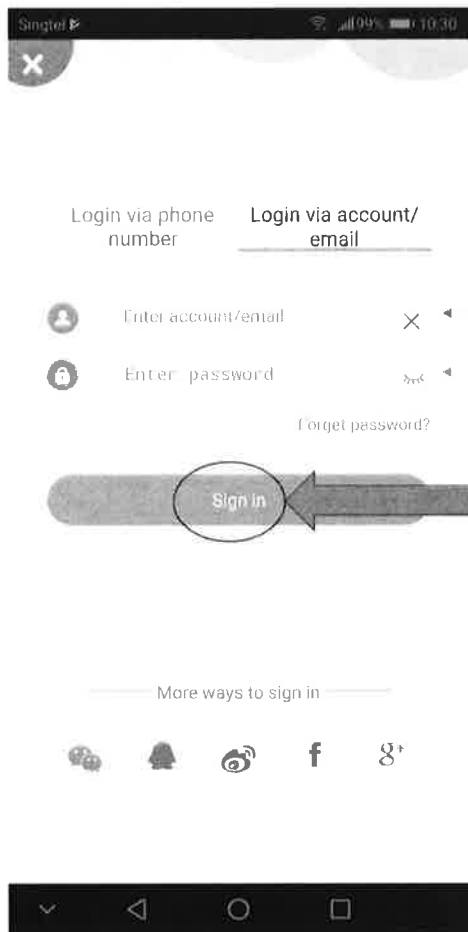 Singtel
99% 10:30
Login via phone
number
Login via account/
email
Enter account/email
Enter password
Forget password?
Sign in
More ways to sign in
f
g+